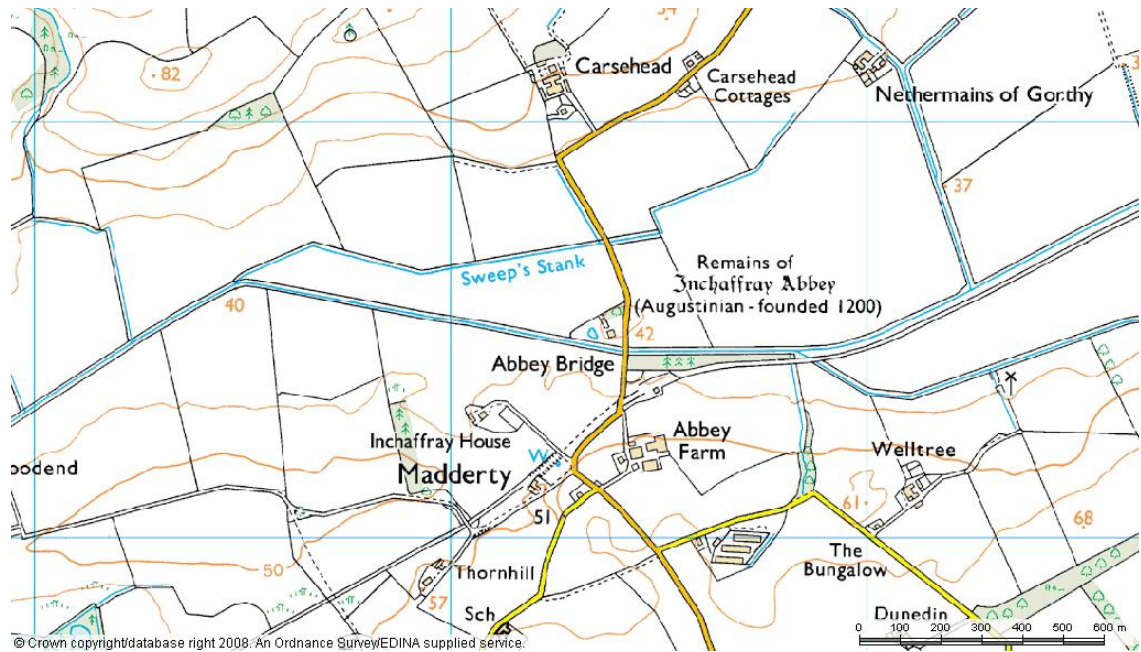 54
82
Carsehead
Carsehead
Cottages
Nethermains of Gorthy
37
Sweep's Stank
Remains of
Inchaffray Abbey
(Augustinian - founded 1200)
40
42
Abbey Bridge
Inchaffray House
Abbey
Farm
W
Madderty
Welltree
oodend
51
61
68
50
Thornhill
The
Bungalow
57
Sch
Dunedin
© Crown copyright/database right 2008. An Ordnance Survey/EDINA supplied service.
0 100 200 300 400 500 600 m